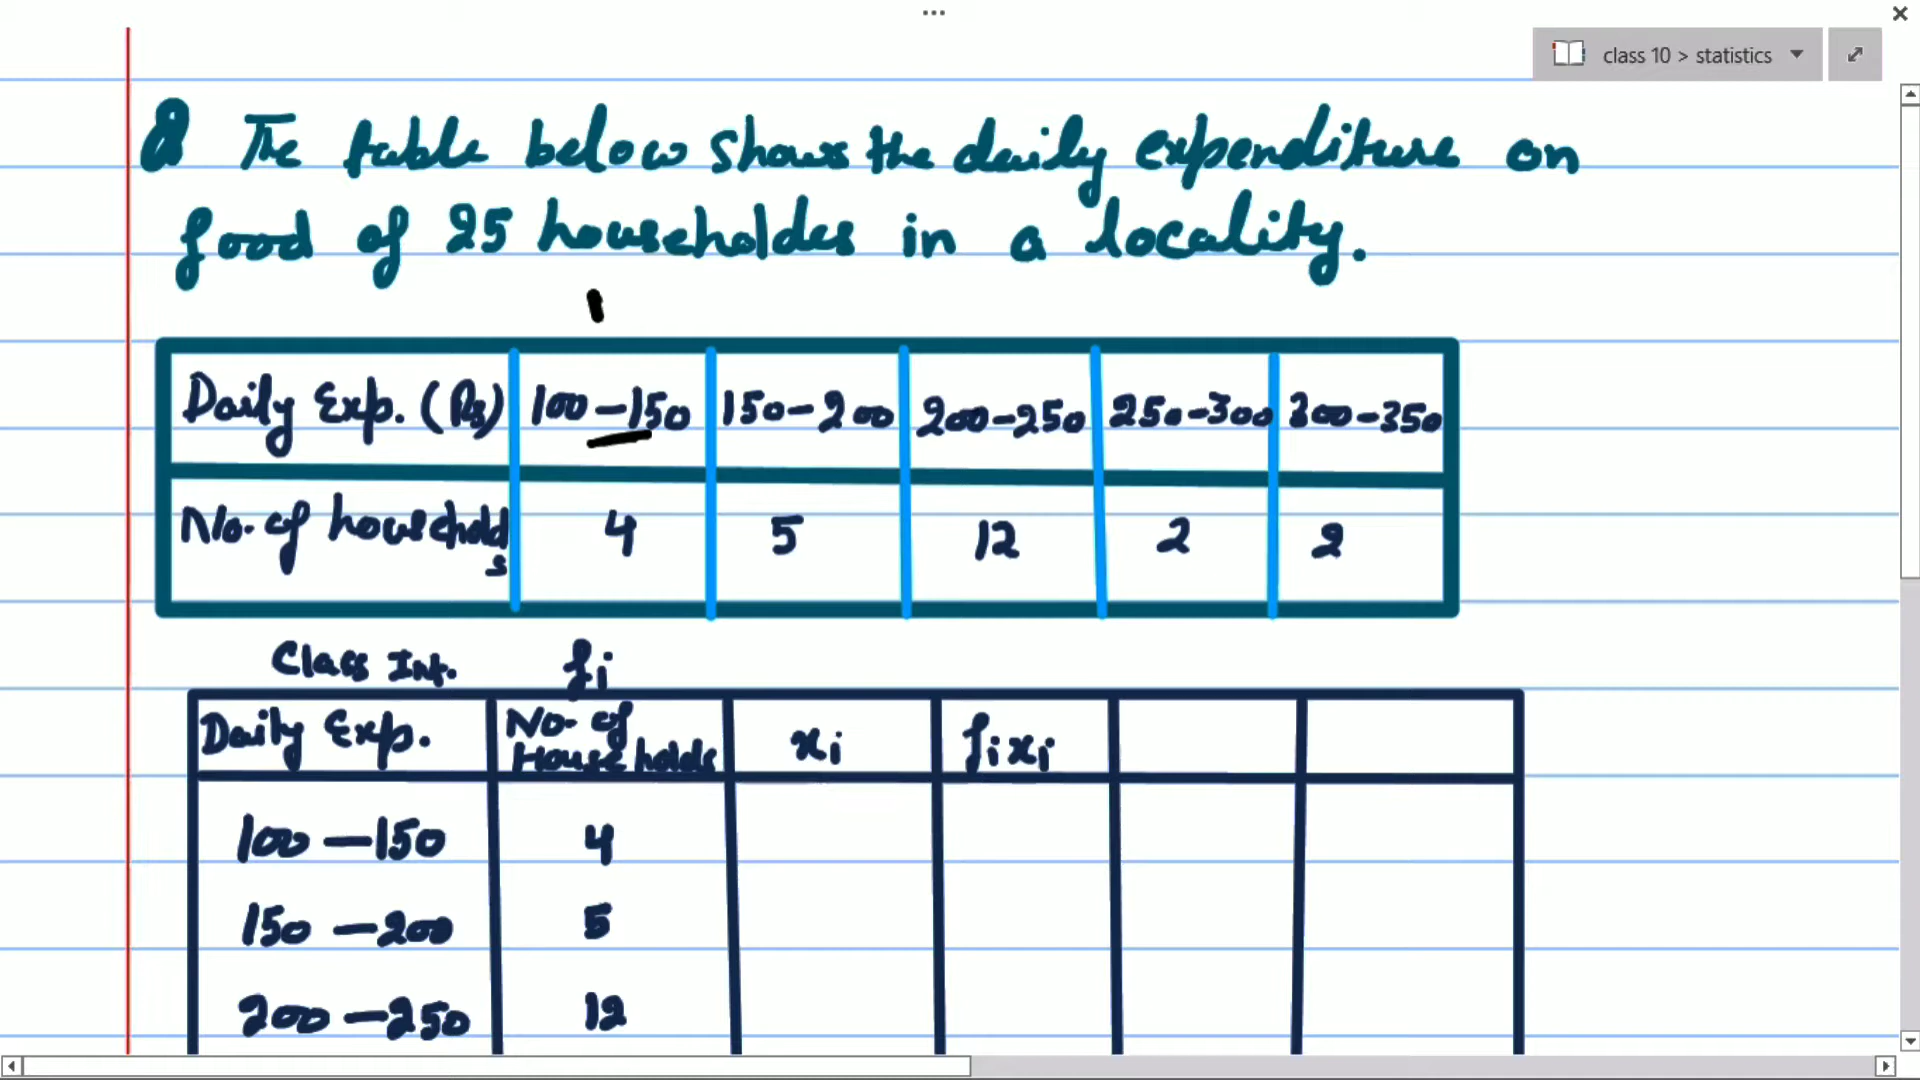 ...
class 10 > statistics
Q The table below shows the daily expenditure on
food of 25 householdes in a locality.
Daily Exp. (Rs) 100-150 150-200 200-250 250-300 300-350
No. of households 4 5 12 2 2
Class Int. fi
Daily Exp. No. of Households xi fixi
100-150 4
150-200 5
200-250 12